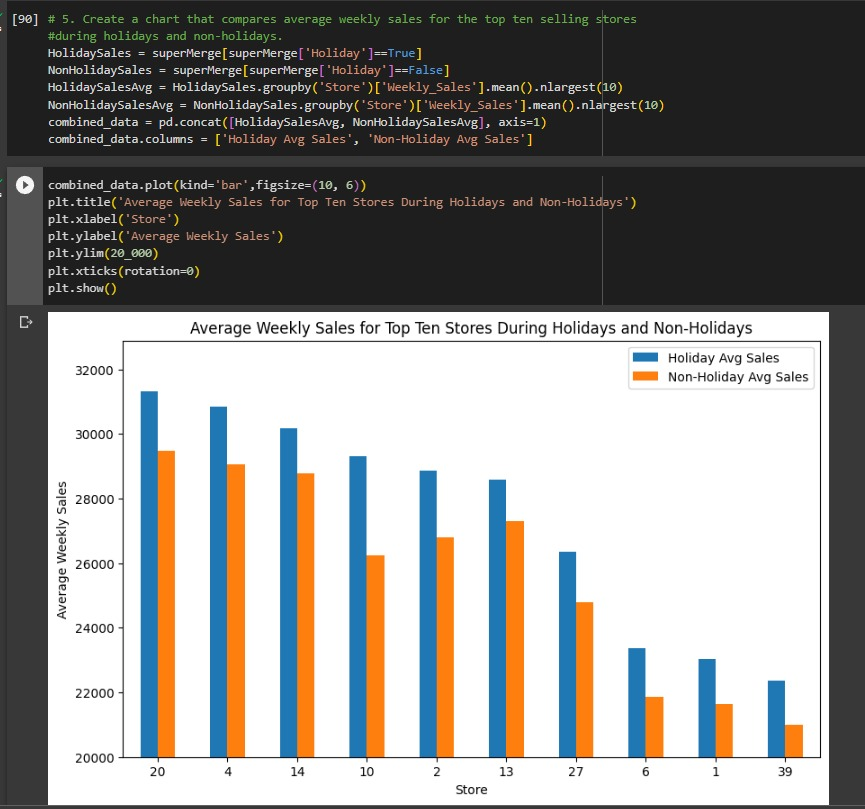 [90] # 5. Create a chart that compares average weekly sales for the top ten selling stores
#during holidays and non-holidays.
HolidaySales = superMerge[superMerge['Holiday']==True]
NonHolidaySales = superMerge[superMerge['Holiday']==False]
HolidaySalesAvg = HolidaySales.groupby('Store')['Weekly_Sales'].mean().nlargest(10)
NonHolidaySalesAvg = NonHolidaySales.groupby('Store')['Weekly_Sales'].mean().nlargest(10)
combined_data = pd.concat([HolidaySalesAvg, NonHolidaySalesAvg], axis=1)
combined_data.columns = ['Holiday Avg Sales', 'Non-Holiday Avg Sales']
combined_data.plot(kind='bar',figsize=(10, 6))
plt.title('Average Weekly Sales for Top Ten Stores During Holidays and Non-Holidays')
plt.xlabel('Store')
plt.ylabel('Average Weekly Sales')
plt.ylim(20_000)
plt.xticks(rotation=0)
plt.show()
Average Weekly Sales for Top Ten Stores During Holidays and Non-Holidays
Holiday Avg Sales
Non-Holiday Avg Sales
Average Weekly Sales
32000
30000
28000
26000
24000
22000
20000
20 4 14 10 2 13 27 6 1 39
Store